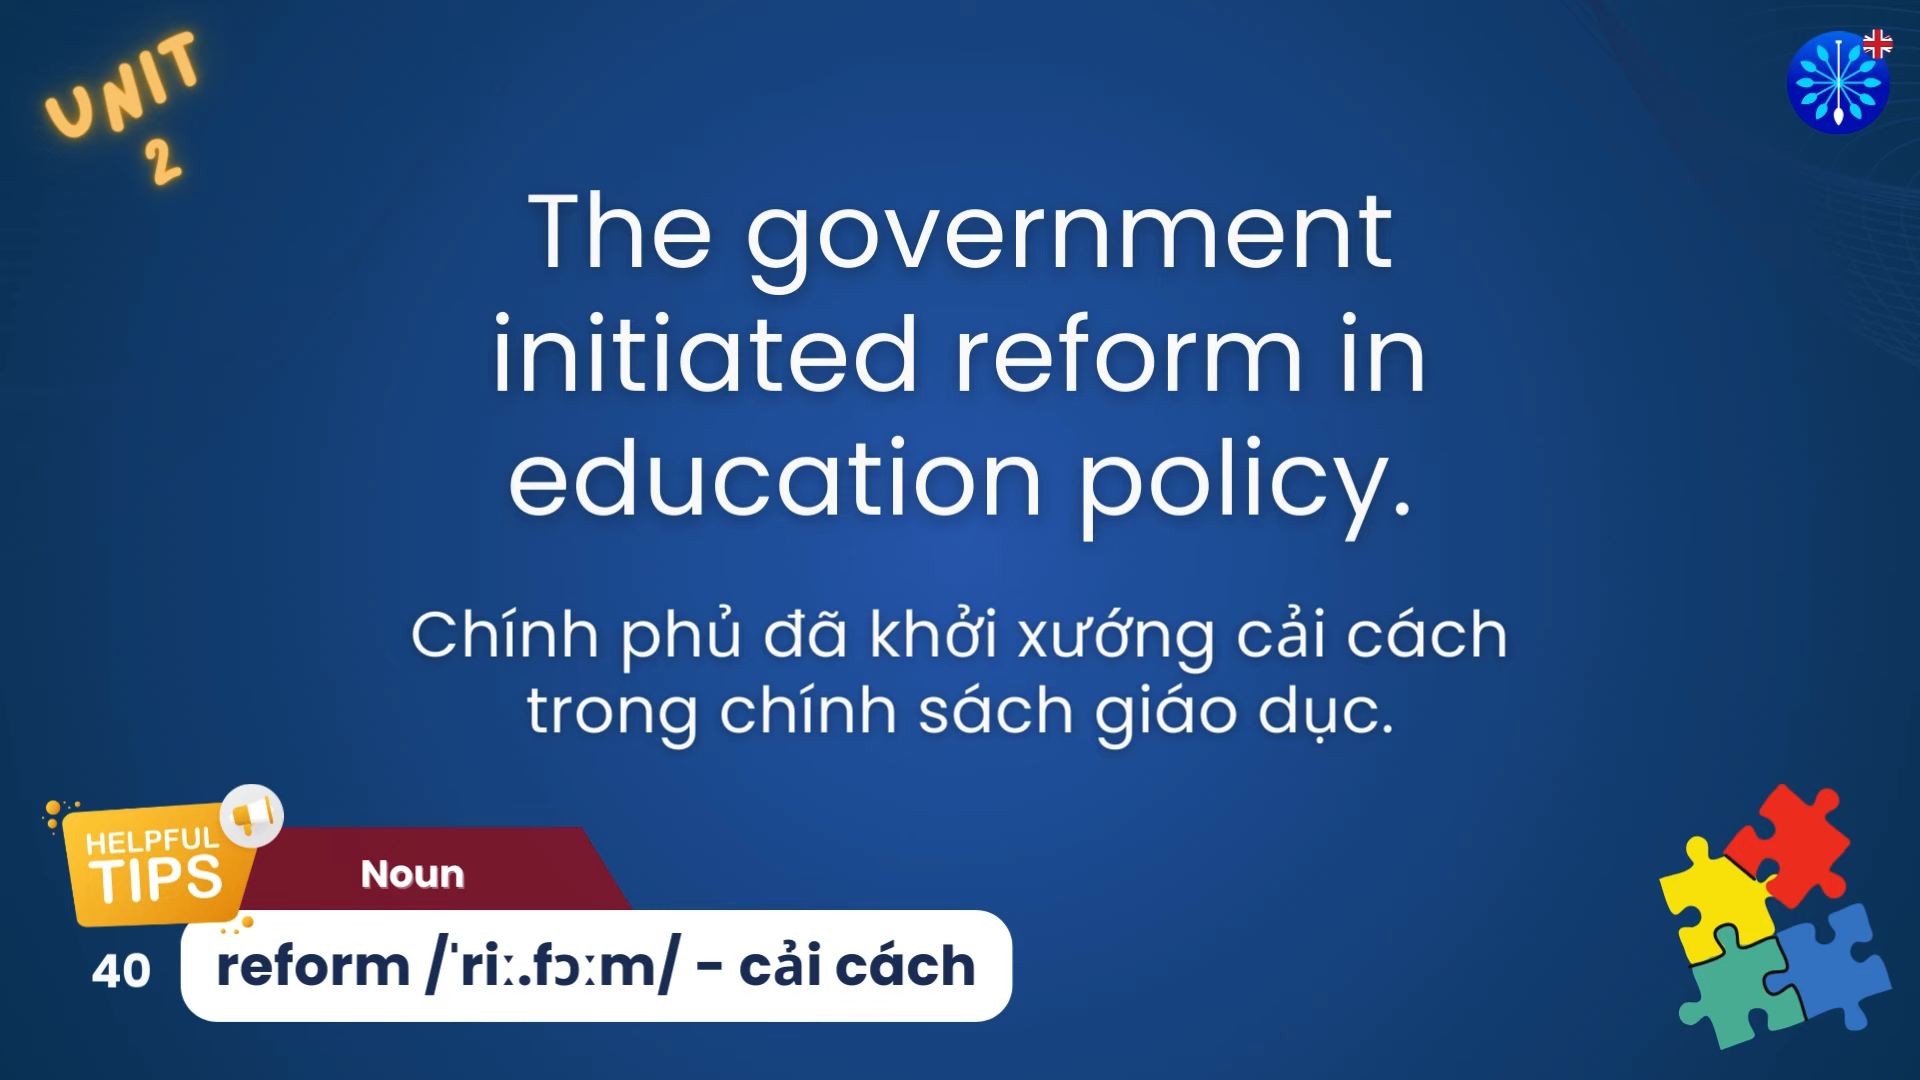 UNIT
2
The government
initiated reform in
education policy.
Chính phủ đã khởi xướng cải cách
trong chính sách giáo dục.
HELPFUL
TIPS
Noun
40
reform /ˈriː.fɔːm/ - cải cách